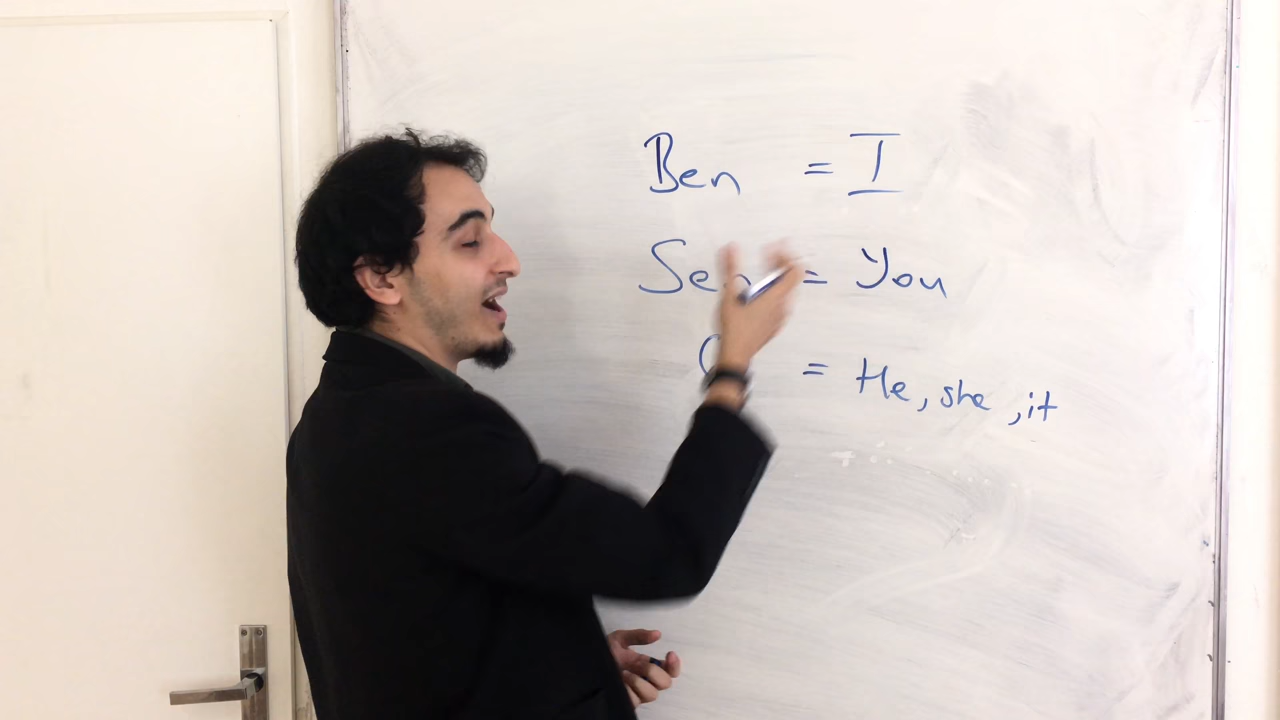 Ben = I
Sen = You
O = He, she, it